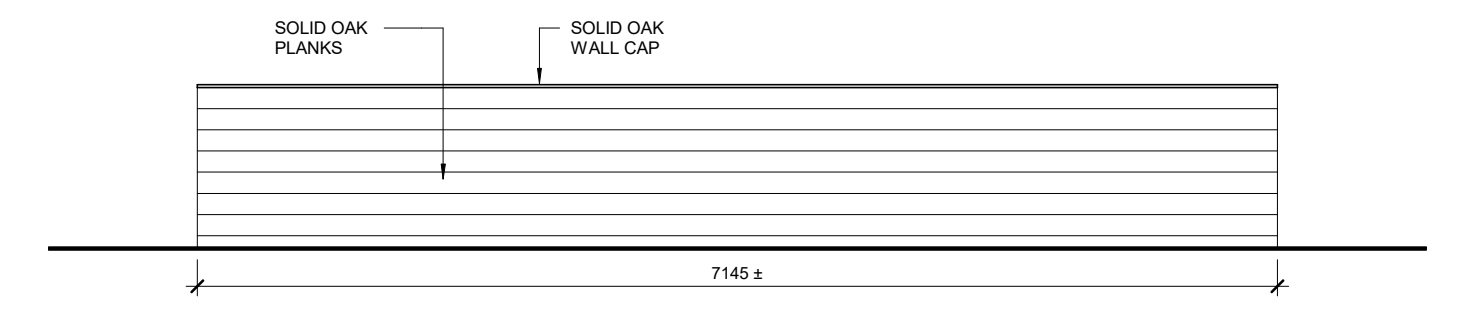 SOLID OAK
PLANKS
SOLID OAK
WALL CAP
7145 ±